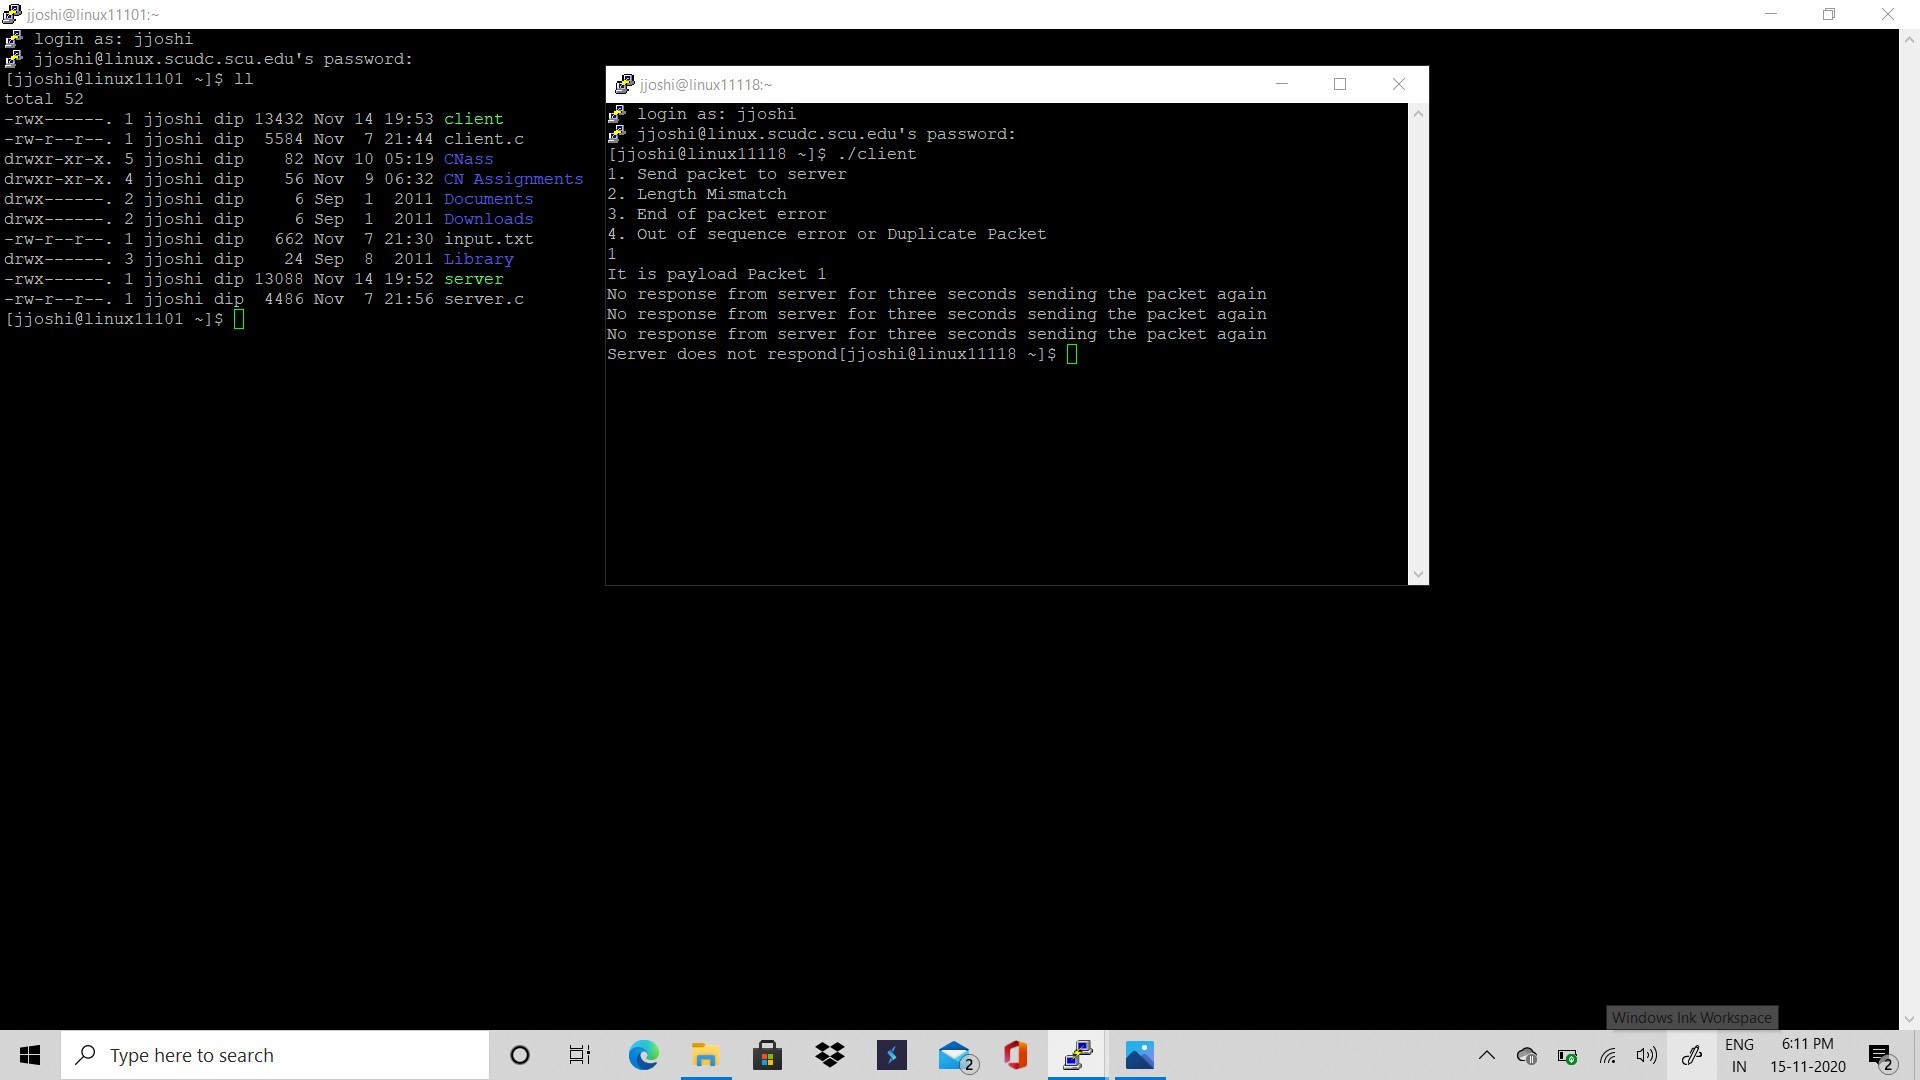 jjoshi@linux11101:~
login as: jjoshi
jjoshi@linux.scudc.scu.edu's password:
[jjoshi@linux11101 ~]$ ll
total 52
-rwx------. 1 jjoshi dip 13432 Nov 14 19:53 client
-rw-r--r--. 1 jjoshi dip  5584 Nov  7 21:44 client.c
drwxr-xr-x. 5 jjoshi dip    82 Nov 10 05:19 CNass
drwxr-xr-x. 4 jjoshi dip    56 Nov  9 06:32 CN Assignments
drwx------. 2 jjoshi dip     6 Sep  1  2011 Documents
drwx------. 2 jjoshi dip     6 Sep  1  2011 Downloads
-rw-r--r--. 1 jjoshi dip   662 Nov  7 21:30 input.txt
drwx------. 3 jjoshi dip    24 Sep  8  2011 Library
-rwx------. 1 jjoshi dip 13088 Nov 14 19:52 server
-rw-r--r--. 1 jjoshi dip  4486 Nov  7 21:56 server.c
[jjoshi@linux11101 ~]$
jjoshi@linux11118:~
login as: jjoshi
jjoshi@linux.scudc.scu.edu's password:
[jjoshi@linux11118 ~]$ ./client
1. Send packet to server
2. Length Mismatch
3. End of packet error
4. Out of sequence error or Duplicate Packet
1
It is payload Packet 1
No response from server for three seconds sending the packet again
No response from server for three seconds sending the packet again
No response from server for three seconds sending the packet again
Server does not respond[jjoshi@linux11118 ~]$
Windows Ink Workspace
Type here to search
2
ENG
IN
6:11 PM
15-11-2020
2